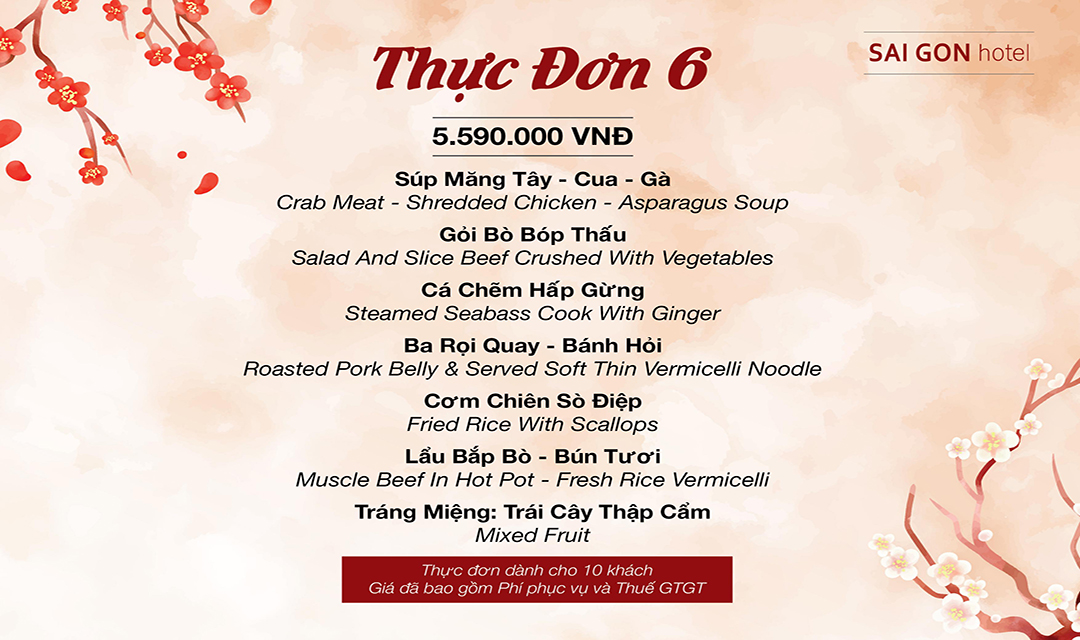 Thực Đơn 6
SAI GON hotel
5.590.000 VNĐ
Súp Măng Tây - Cua - Gà
Crab Meat - Shredded Chicken - Asparagus Soup
Gỏi Bò Bóp Thấu
Salad And Slice Beef Crushed With Vegetables
Cá Chẽm Hấp Gừng
Steamed Seabass Cook With Ginger
Ba Rọi Quay - Bánh Hỏi
Roasted Pork Belly & Served Soft Thin Vermicelli Noodle
Cơm Chiên Sò Điệp
Fried Rice With Scallops
Lẩu Bắp Bò - Bún Tươi
Muscle Beef In Hot Pot - Fresh Rice Vermicelli
Tráng Miệng: Trái Cây Thập Cẩm
Mixed Fruit
Thực đơn dành cho 10 khách
Giá đã bao gồm Phí phục vụ và Thuế GTGT